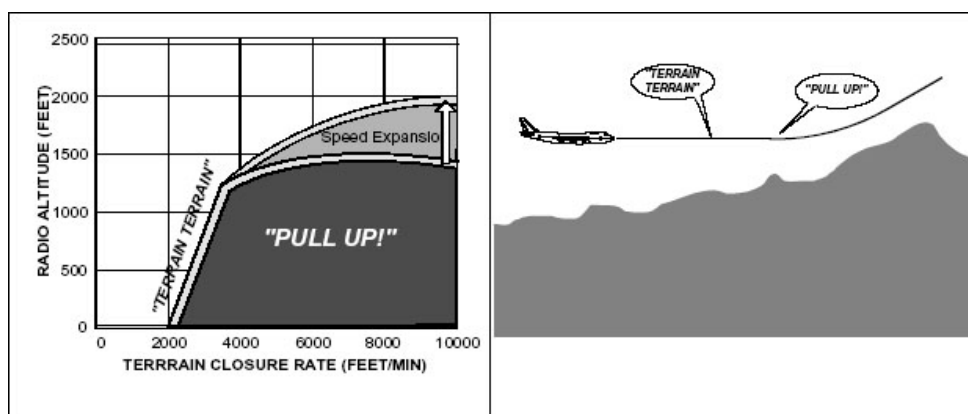 2500
2000
1500
1000
500
0
RADIO ALTITUDE (FEET)
"TERRAIN TERRAIN"
Speed Expansio
"PULL UP!"
0 2000 4000 6000 8000 10000
TERRRAIN CLOSURE RATE (FEET/MIN)
"TERRAIN
TERRAIN"
"PULL UP!"